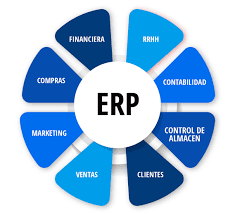 FINANCIERA
RRHH
COMPRAS
CONTABILIDAD
ERP
MARKETING
CONTROL DE
ALMACEN
VENTAS
CLIENTES